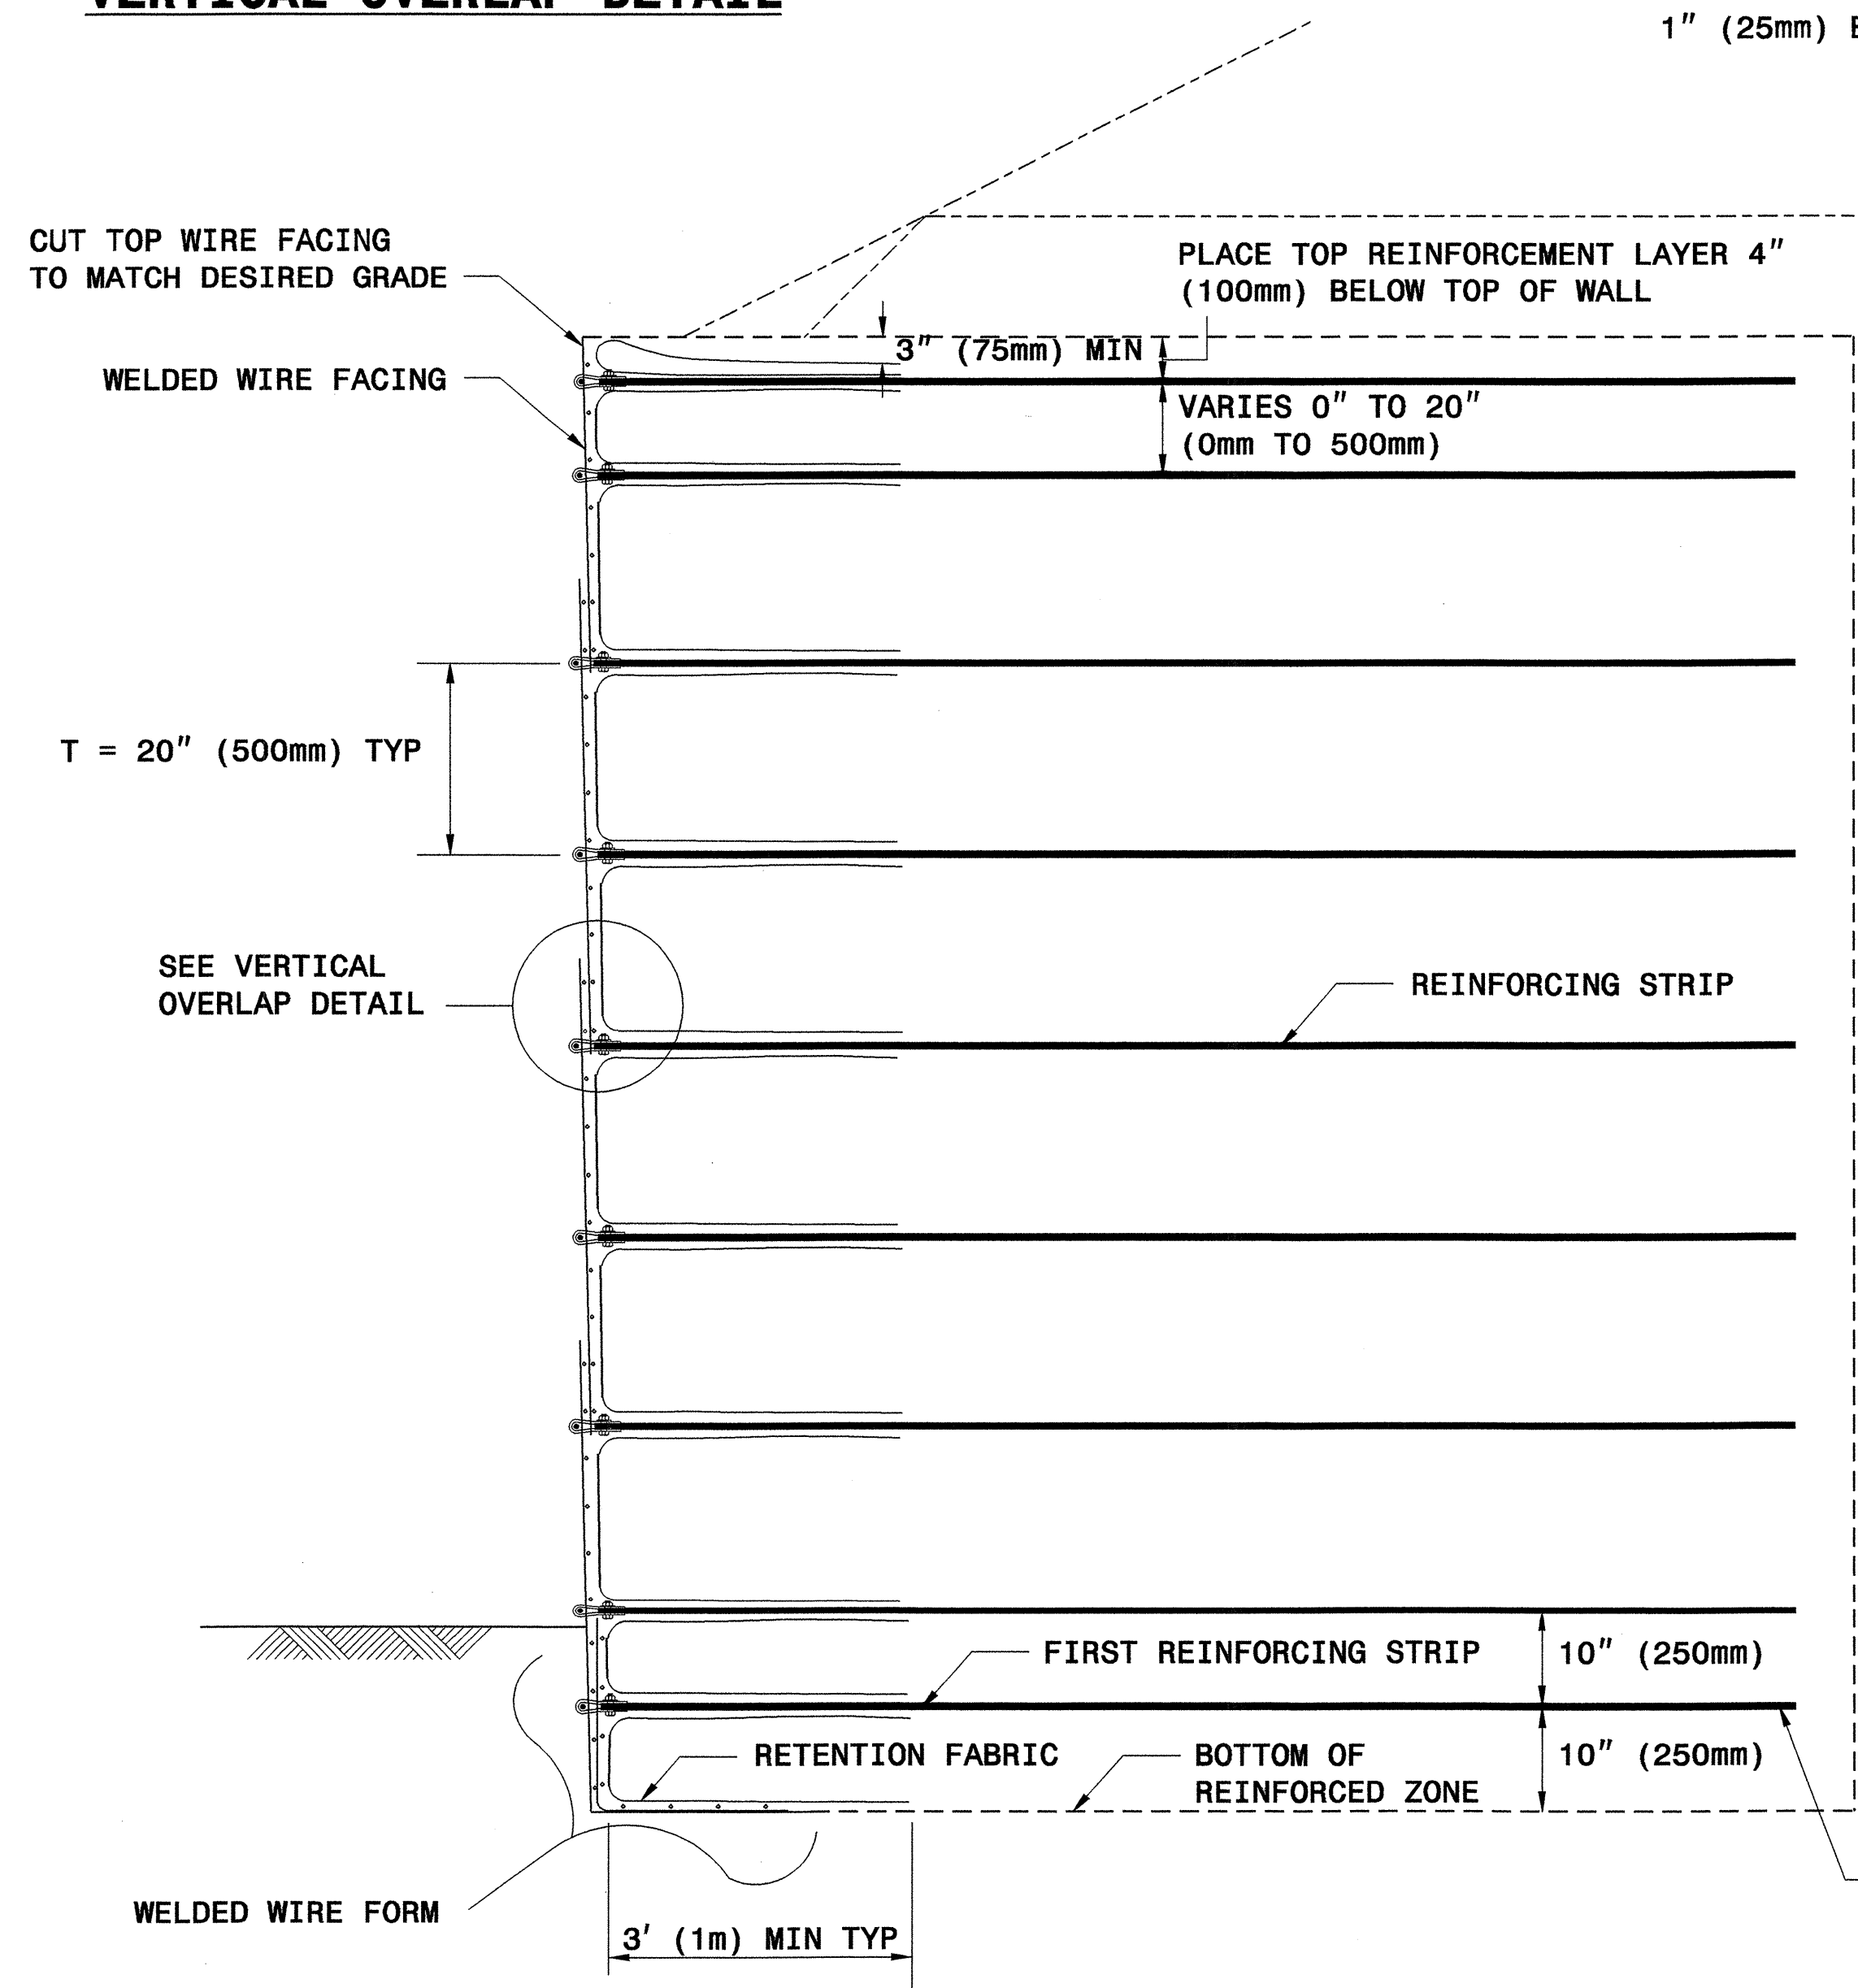 VERTICAL OVERLAP DETAIL
1" (25mm)
CUT TOP WIRE FACING
TO MATCH DESIRED GRADE
PLACE TOP REINFORCEMENT LAYER 4"
(100mm) BELOW TOP OF WALL
3" (75mm) MIN
WELDED WIRE FACING
VARIES 0" TO 20"
(0mm TO 500mm)
T = 20" (500mm) TYP
SEE VERTICAL
OVERLAP DETAIL
REINFORCING STRIP
FIRST REINFORCING STRIP
10" (250mm)
RETENTION FABRIC
BOTTOM OF
REINFORCED ZONE
10" (250mm)
WELDED WIRE FORM
3' (1m) MIN TYP